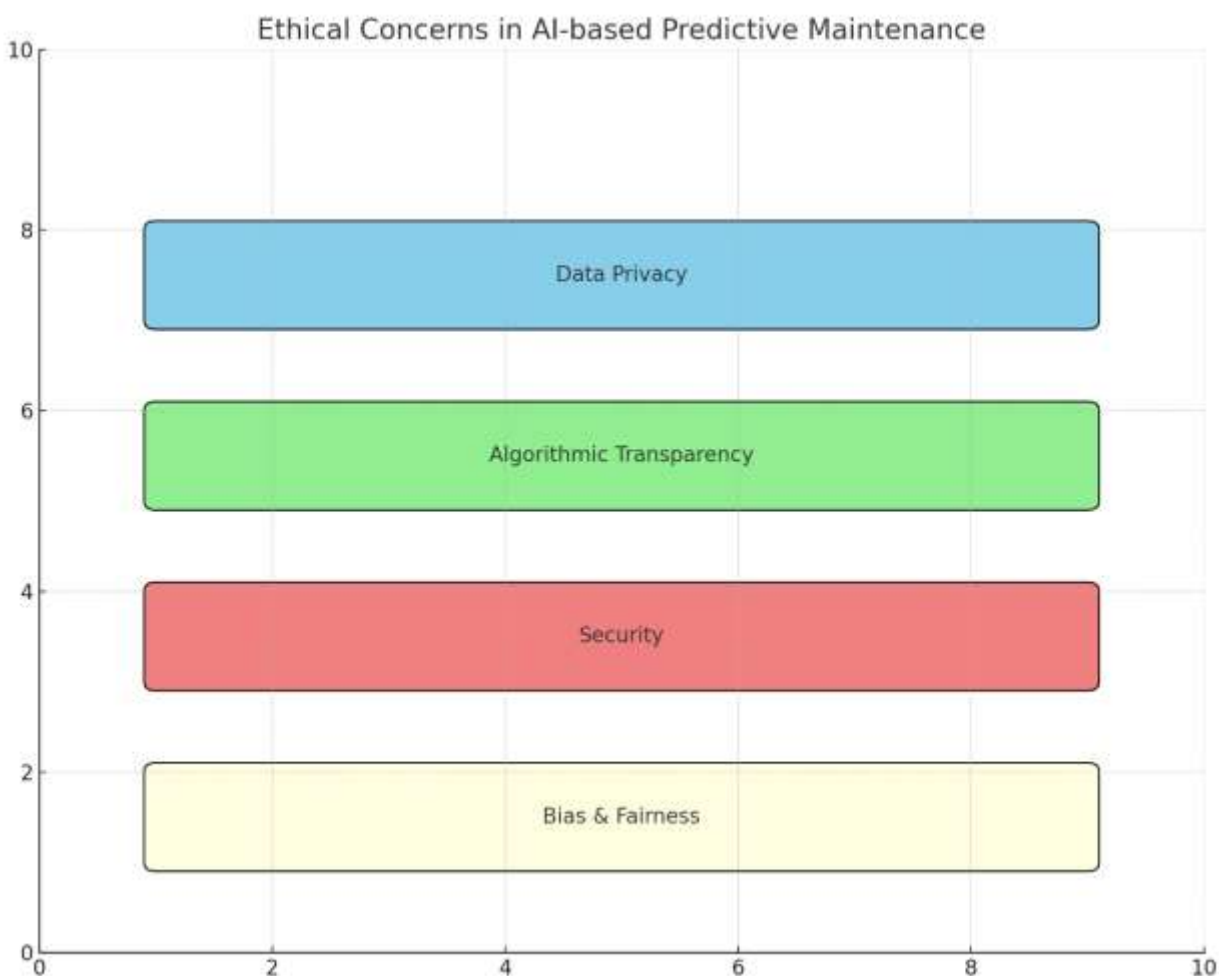 Ethical Concerns in AI-based Predictive Maintenance
10
8
Data Privacy
6
Algorithmic Transparency
4
Security
2
Bias & Fairness
0
0 2 4 6 8 10